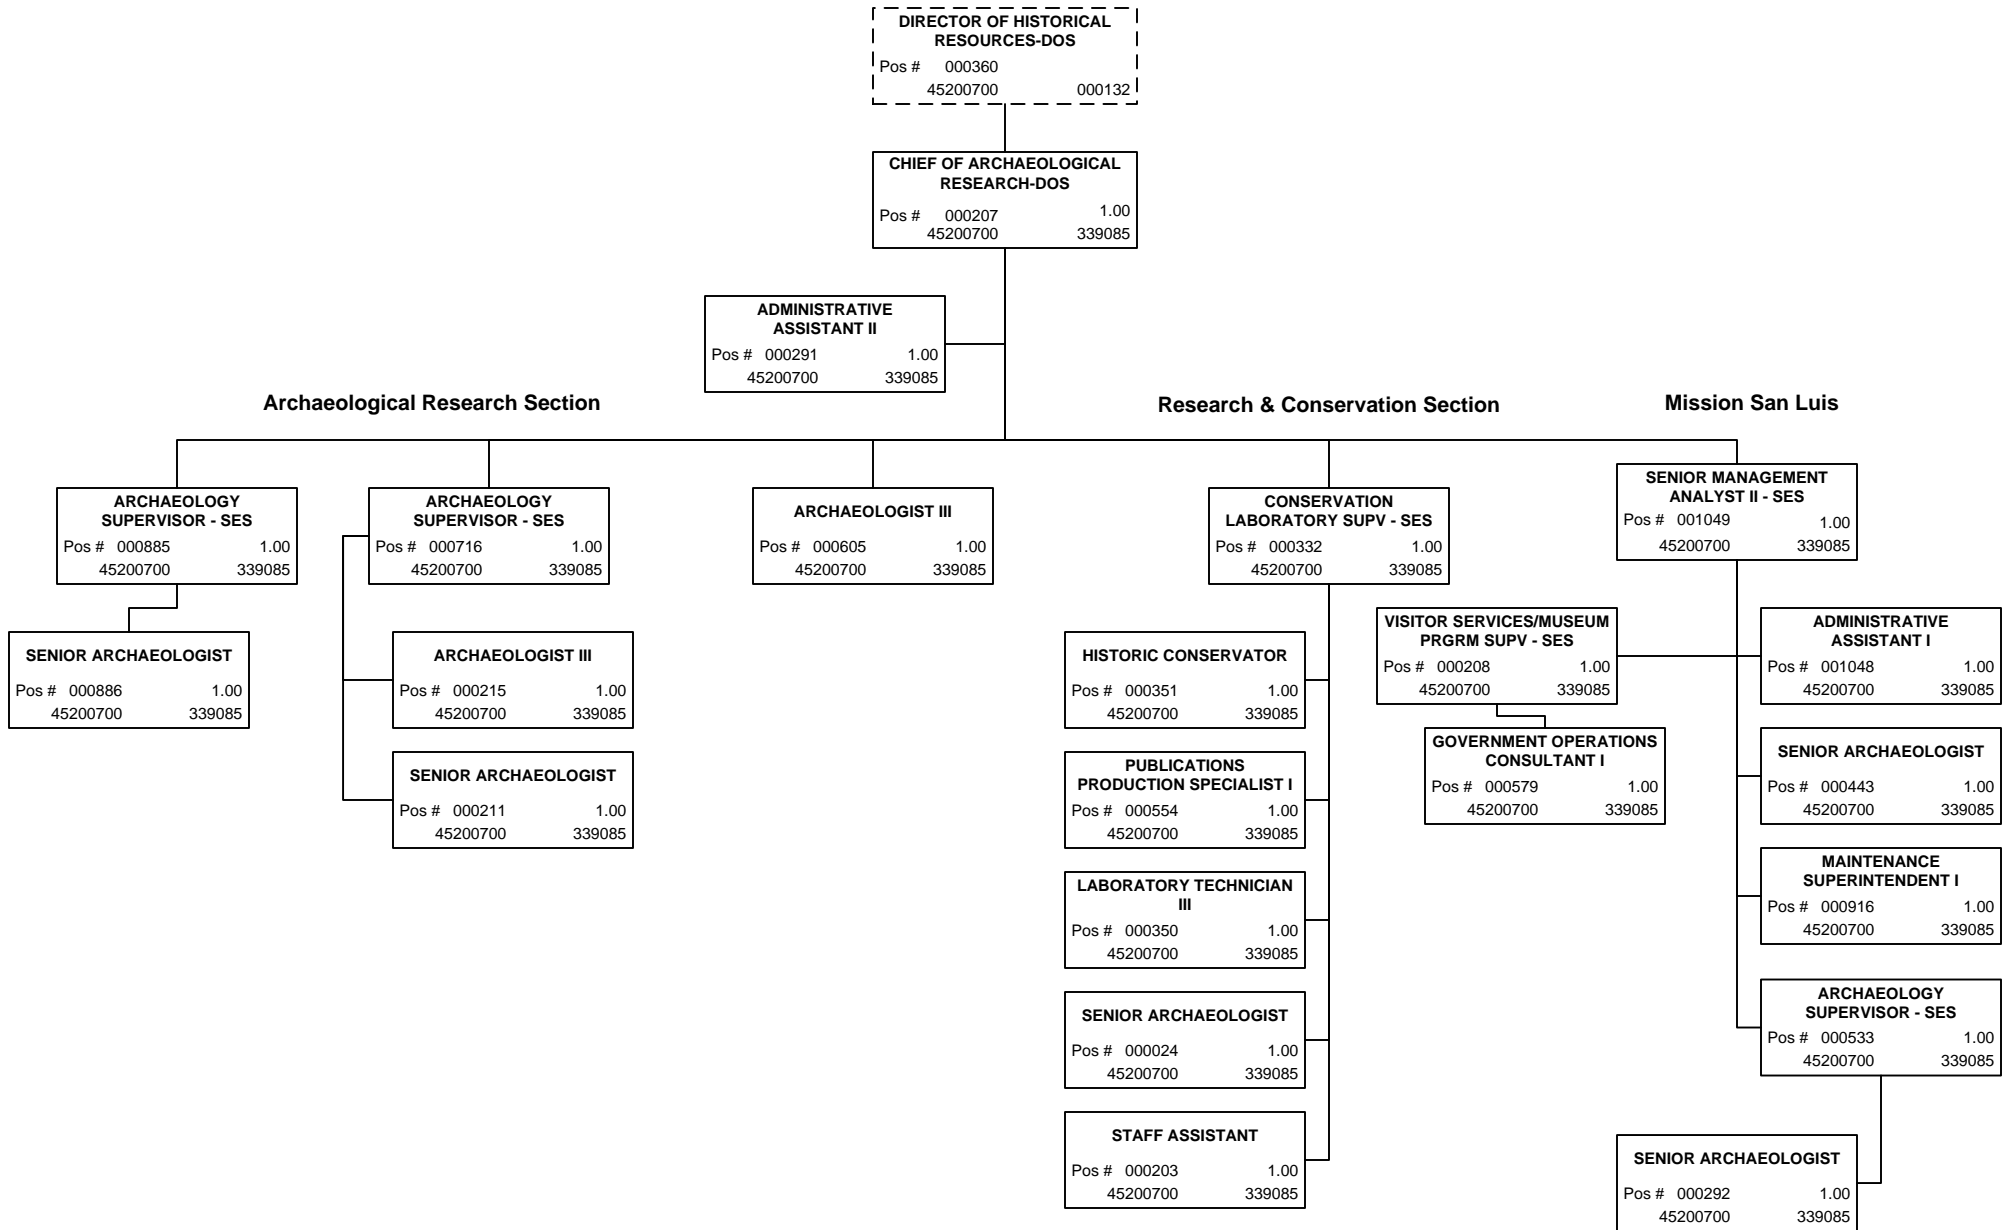 DIRECTOR OF HISTORICAL
RESOURCES-DOS
Pos # 000360
45200700 000132
CHIEF OF ARCHAEOLOGICAL
RESEARCH-DOS
Pos # 000207 1.00
45200700 339085
ADMINISTRATIVE
ASSISTANT II
Pos # 000291 1.00
45200700 339085
Archaeological Research Section
Research & Conservation Section
Mission San Luis
ARCHAEOLOGY
SUPERVISOR - SES
Pos # 000885 1.00
45200700 339085
SENIOR ARCHAEOLOGIST
Pos # 000886 1.00
45200700 339085
ARCHAEOLOGY
SUPERVISOR - SES
Pos # 000716 1.00
45200700 339085
ARCHAEOLOGIST III
Pos # 000215 1.00
45200700 339085
SENIOR ARCHAEOLOGIST
Pos # 000211 1.00
45200700 339085
ARCHAEOLOGIST III
Pos # 000605 1.00
45200700 339085
CONSERVATION
LABORATORY SUPV - SES
Pos # 000332 1.00
45200700 339085
HISTORIC CONSERVATOR
Pos # 000351 1.00
45200700 339085
PUBLICATIONS
PRODUCTION SPECIALIST I
Pos # 000554 1.00
45200700 339085
LABORATORY TECHNICIAN
III
Pos # 000350 1.00
45200700 339085
SENIOR ARCHAEOLOGIST
Pos # 000024 1.00
45200700 339085
STAFF ASSISTANT
Pos # 000203 1.00
45200700 339085
SENIOR MANAGEMENT
ANALYST II - SES
Pos # 001049 1.00
45200700 339085
VISITOR SERVICES/MUSEUM
PRGRM SUPV - SES
Pos # 000208 1.00
45200700 339085
GOVERNMENT OPERATIONS
CONSULTANT I
Pos # 000579 1.00
45200700 339085
ADMINISTRATIVE
ASSISTANT I
Pos # 001048 1.00
45200700 339085
SENIOR ARCHAEOLOGIST
Pos # 000443 1.00
45200700 339085
MAINTENANCE
SUPERINTENDENT I
Pos # 000916 1.00
45200700 339085
ARCHAEOLOGY
SUPERVISOR - SES
Pos # 000533 1.00
45200700 339085
SENIOR ARCHAEOLOGIST
Pos # 000292 1.00
45200700 339085